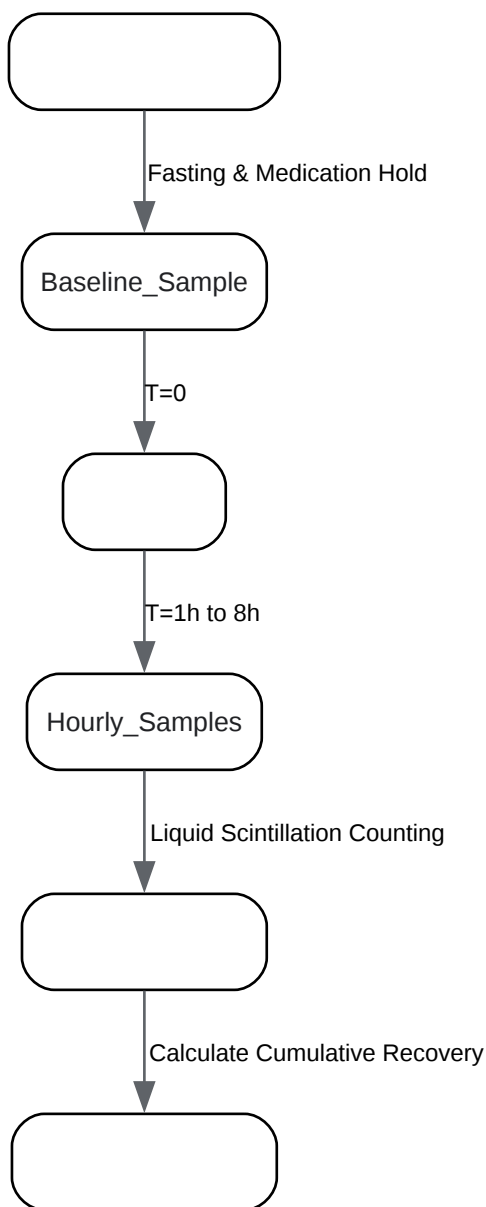 Fasting & Medication Hold
Baseline_Sample
T=0
T=1h to 8h
Hourly_Samples
Liquid Scintillation Counting
Calculate Cumulative Recovery